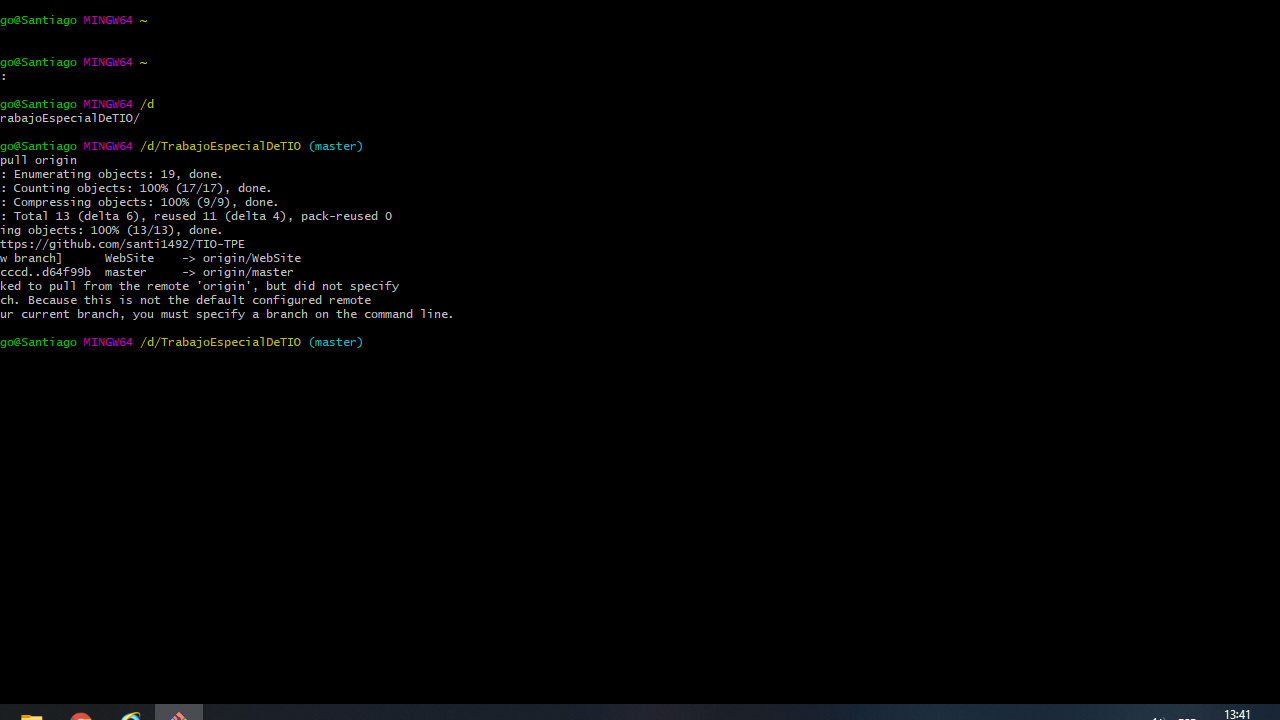 go@Santiago MINGW64 ~
go@Santiago MINGW64 ~
:
go@Santiago MINGW64 /d
rabajoEspecialDeTIO/
go@Santiago MINGW64 /d/TrabajoEspecialDeTIO (master)
pull origin
: Enumerating objects: 19, done.
: Counting objects: 100% (17/17), done.
: Compressing objects: 100% (9/9), done.
: Total 13 (delta 6), reused 11 (delta 4), pack-reused 0
ing objects: 100% (13/13), done.
ttps://github.com/santi1492/TIO-TPE
w branch]      WebSite    -> origin/WebSite
cccd..d64f99b  master     -> origin/master
ked to pull from the remote 'origin', but did not specify
ch. Because this is not the default configured remote
ur current branch, you must specify a branch on the command line.
go@Santiago MINGW64 /d/TrabajoEspecialDeTIO (master)
13:41